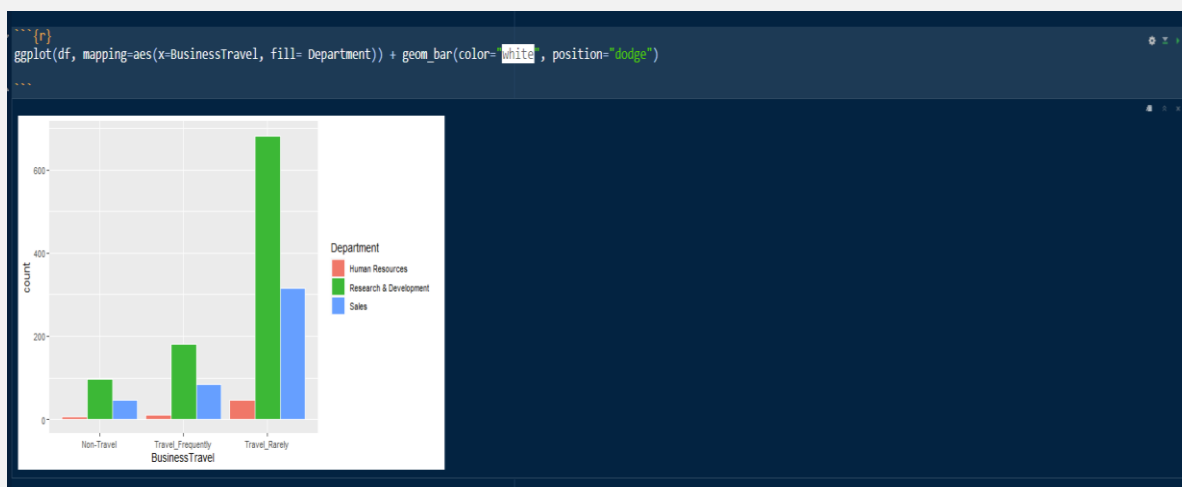 ```{r}
ggplot(df, mapping=aes(x=BusinessTravel, fill= Department)) + geom_bar(color="white", position="dodge")
```
600
400
200
0
count
Non-Travel Travel_Frequently Travel_Rarely
BusinessTravel
Department
Human Resources
Research & Development
Sales